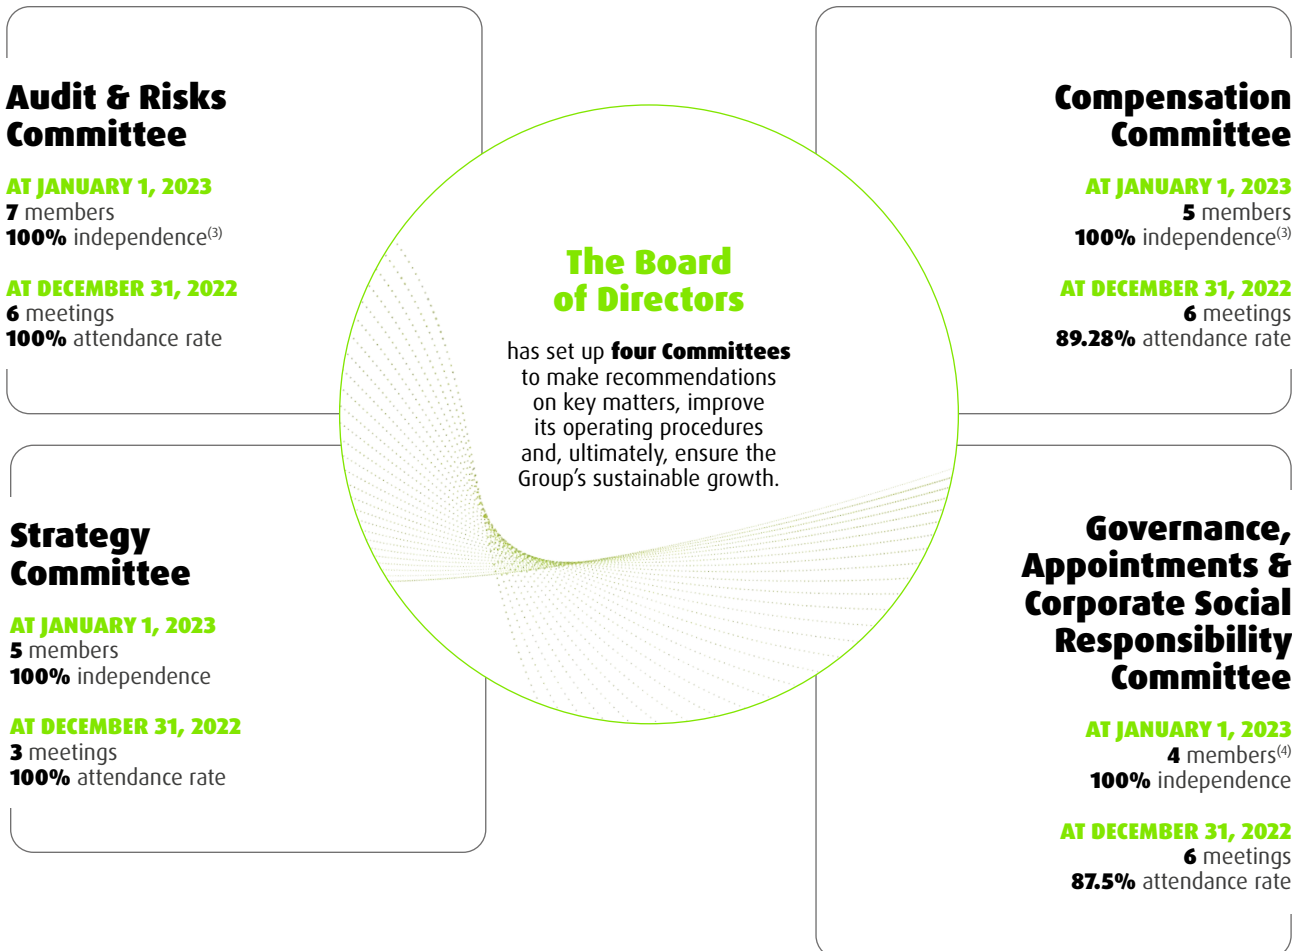 Audit & Risks
Committee
AT JANUARY 1, 2023
7 members
100% independence(3)
AT DECEMBER 31, 2022
6 meetings
100% attendance rate
Compensation
Committee
AT JANUARY 1, 2023
5 members
100% independence(3)
AT DECEMBER 31, 2022
6 meetings
89.28% attendance rate
The Board
of Directors
has set up four Committees
to make recommendations
on key matters, improve
its operating procedures
and, ultimately, ensure the
Group's sustainable growth.
Strategy
Committee
AT JANUARY 1, 2023
5 members
100% independence
AT DECEMBER 31, 2022
3 meetings
100% attendance rate
Governance,
Appointments &
Corporate Social
Responsibility
Committee
AT JANUARY 1, 2023
4 members(4)
100% independence
AT DECEMBER 31, 2022
6 meetings
87.5% attendance rate